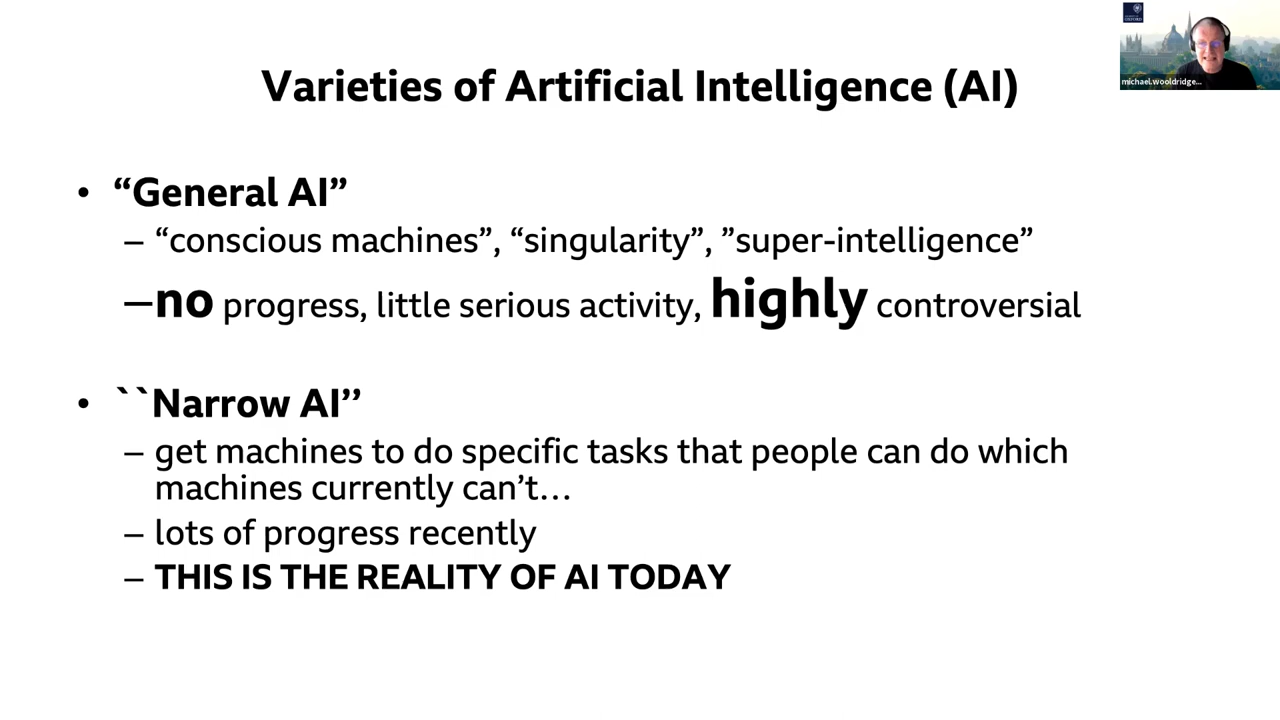 Varieties of Artificial Intelligence (AI)
• “General AI”
– “conscious machines”, “singularity”, ”super-intelligence”
–no progress, little serious activity, highly controversial
• ``Narrow AI’’
– get machines to do specific tasks that people can do which
machines currently can’t…
– lots of progress recently
– THIS IS THE REALITY OF AI TODAY
OXFORD
michael.wooldridge...